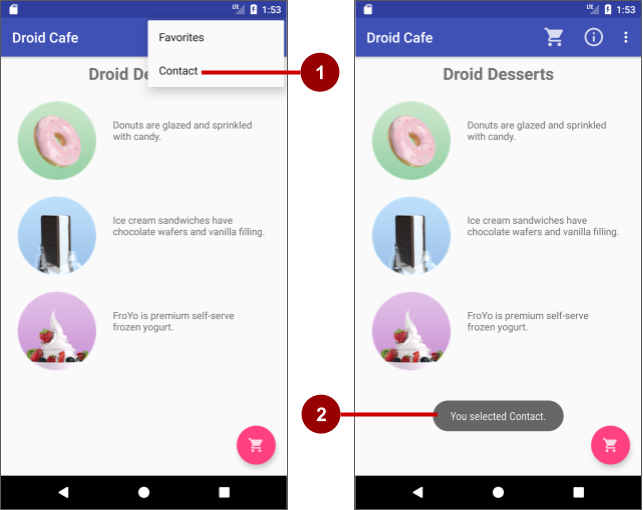 LTE 1:53
Droid Cafe
Favorites
Contact
1
Droid De
Donuts are glazed and sprinkled
with candy.
Ice cream sandwiches have
chocolate wafers and vanilla filling.
FroYo is premium self-serve
frozen yogurt.
LTE 1:53
Droid Cafe
Droid Desserts
Donuts are glazed and sprinkled
with candy.
Ice cream sandwiches have
chocolate wafers and vanilla filling.
FroYo is premium self-serve
frozen yogurt.
2
You selected Contact.